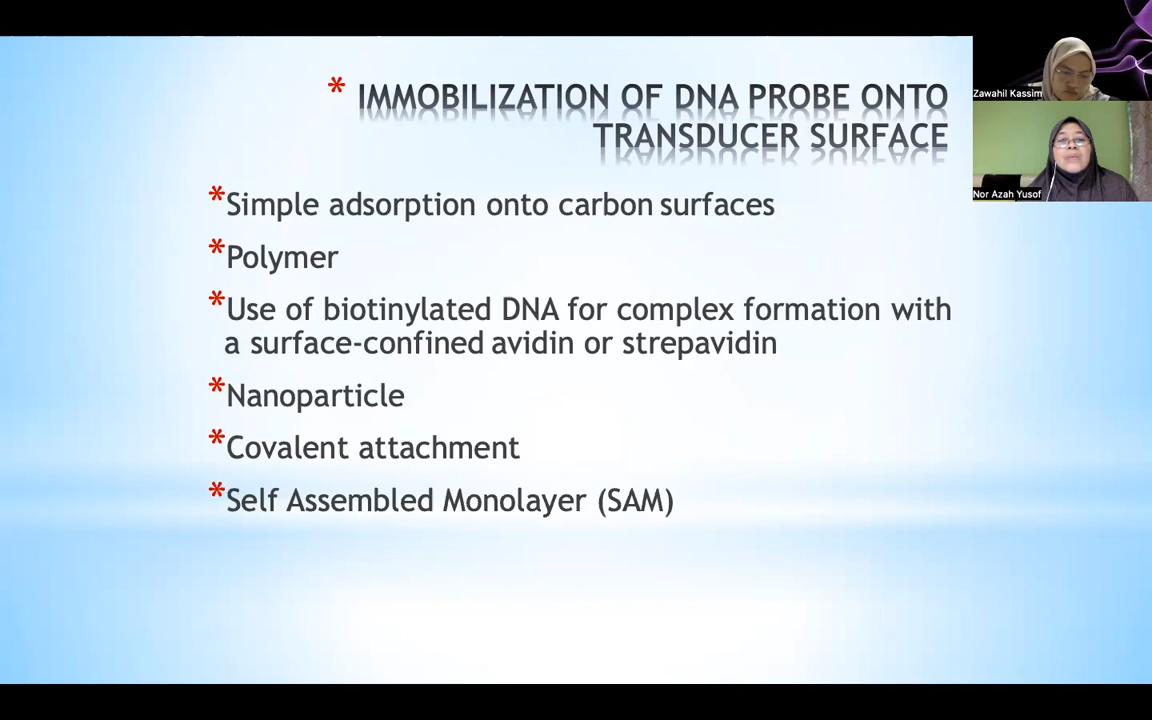 * IMMOBILIZATION OF DNA PROBE ONTO
TRANSDUCER SURFACE
*Simple adsorption onto carbon surfaces
*Polymer
*Use of biotinylated DNA for complex formation with
a surface-confined avidin or strepavidin
*Nanoparticle
*Covalent attachment
*Self Assembled Monolayer (SAM)
Zawahil Kassim
Nor Azah Yusof